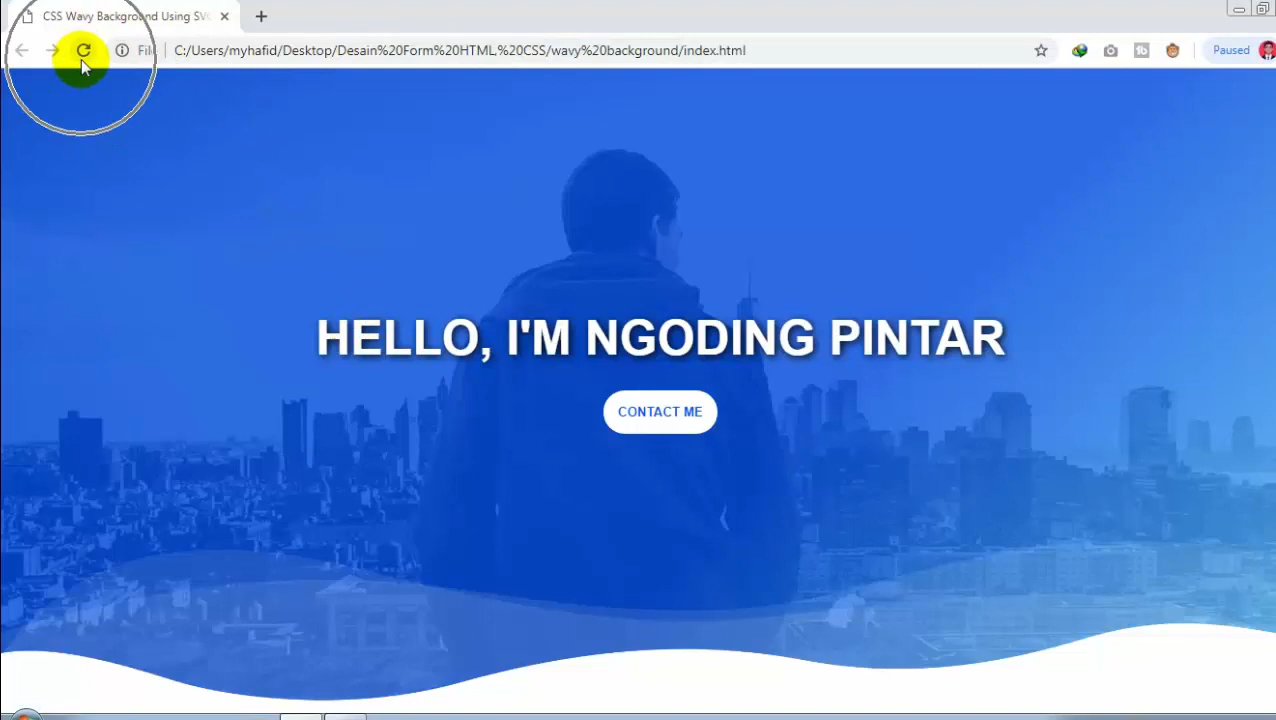 CSS Wavy Background Using SV
File
C:/Users/myhafid/Desktop/Desain%20Form%20HTML,%20CSS/wavy%20background/index.html
Paused
HELLO, I'M NGODING PINTAR
CONTACT ME